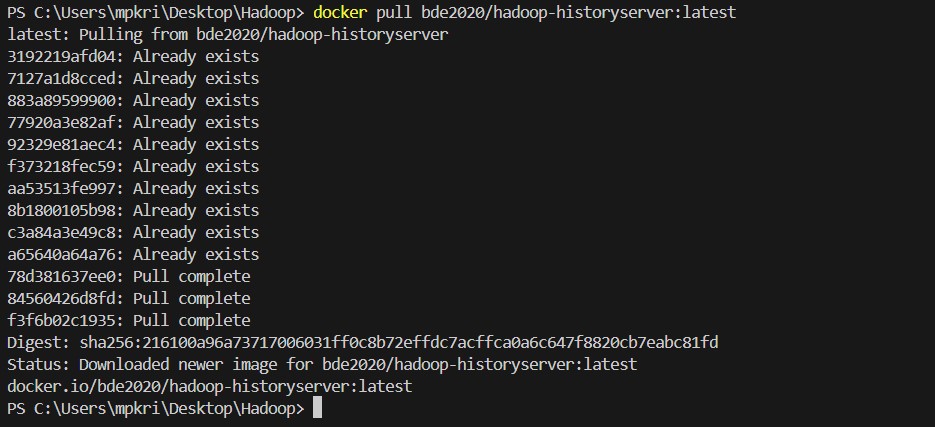 PS C:\Users\mpkri\Desktop\Hadoop> docker pull bde2020/hadoop-historyserver:latest
latest: Pulling from bde2020/hadoop-historyserver
3192219afd04: Already exists
7127a1d8cced: Already exists
883a89599900: Already exists
77920a3e82af: Already exists
92329e81aec4: Already exists
f373218fec59: Already exists
aa53513fe997: Already exists
8b1800105b98: Already exists
c3a84a3e49c8: Already exists
a65640a64a76: Already exists
78d381637ee0: Pull complete
84560426d8fd: Pull complete
f3f6b02c1935: Pull complete
Digest: sha256:216100a96a73717006031ff0c8b72effdc7acffca0a6c647f8820cb7eabc81fd
Status: Downloaded newer image for bde2020/hadoop-historyserver:latest
docker.io/bde2020/hadoop-historyserver:latest
PS C:\Users\mpkri\Desktop\Hadoop>